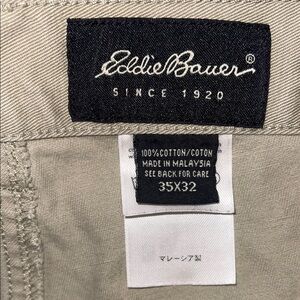 Eddie Bauer®
SINCE 1920
100% COTTON/COTON
MADE IN MALAYSIA
SEE BACK FOR CARE
35X32
マレーシア製